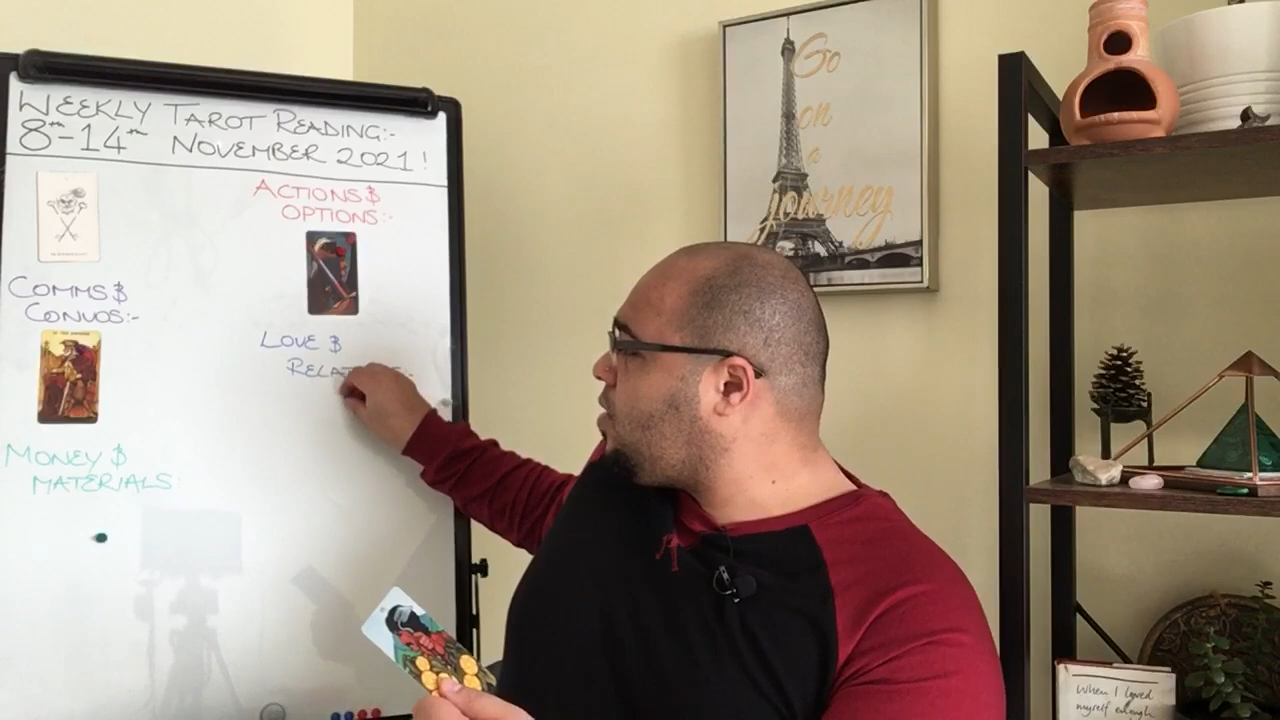 WEEKLY TAROT READING:-
8TH-14TH NOVEMBER 2021!
ACTIONS &
OPTIONS:-
COMMS &
CONVOS:-
LOVE &
MONEY &
MATERIALS:
Go
on
a
journey
When I loved
myself enough